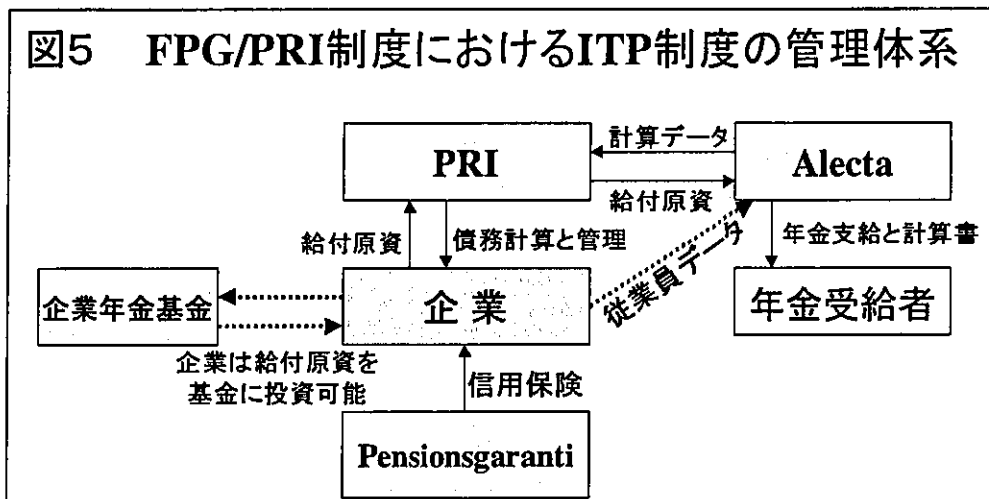 図5 FPG/PRI制度におけるITP制度の管理体系
PRI
計算データ
給付原資
Alecta
給付原資
債務計算と管理
従業員データ
年金支給と計算書
企業年金基金
企業
年金受給者
企業は給付原資を
基金に投資可能
信用保険
Pensionsgaranti